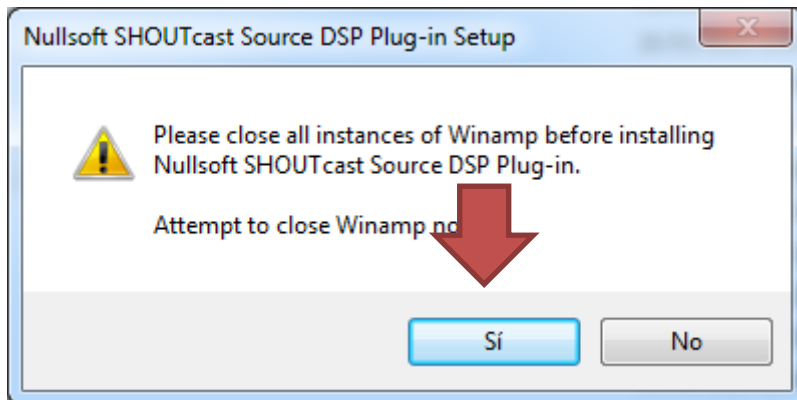 Nullsoft SHOUTcast Source DSP Plug-in Setup
Please close all instances of Winamp before installing
Nullsoft SHOUTcast Source DSP Plug-in.
Attempt to close Winamp
Sí
No